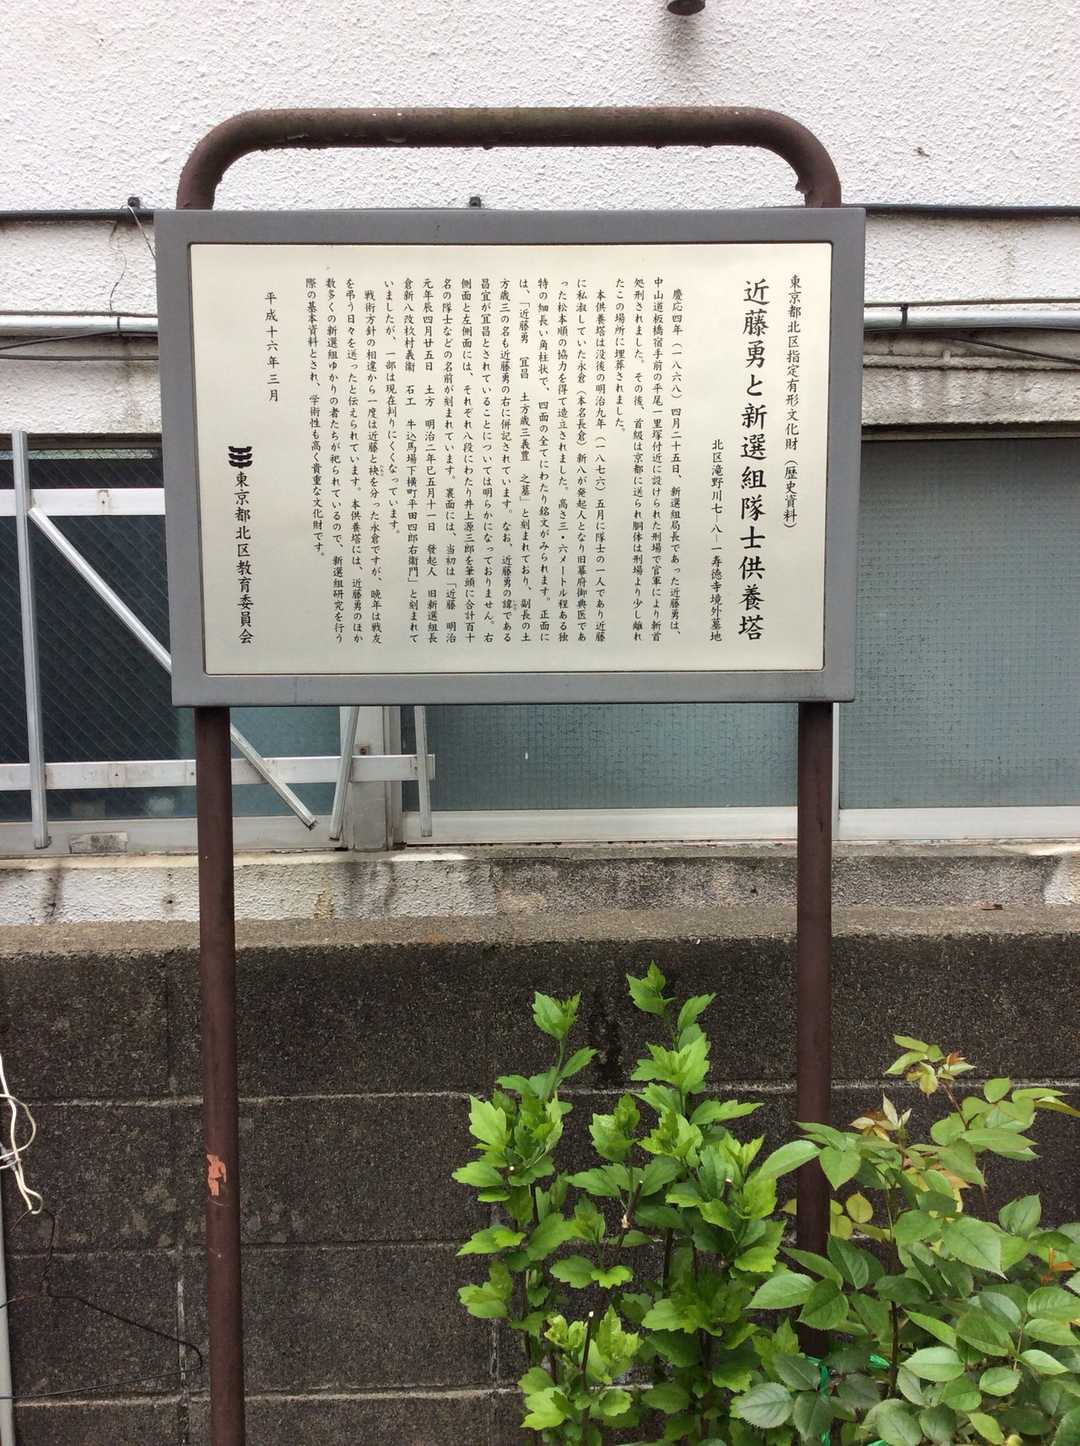 東京都北区指定有形文化財（歴史資料）
近藤勇と新選組隊士供養塔
北区滝野川七―八―一寿徳寺境外墓地
慶応四年（一八六八）四月二十五日、新選組局長であった近藤勇は、
中山道板橋宿手前の平尾一里塚付近に設けられた刑場で官軍により斬首
処刑されました。その後、首級は京都に送られ胴体は刑場より少し離れ
たこの場所に埋葬されました。
本供養塔は没後の明治九年（一八七六）五月に隊士の一人であり近藤
に私淑していた永倉（本名長倉）新八が発起人となり旧幕府御典医であ
った松本順の協力を得て造立されました。高さ三・六メートル程ある独
特の細長い角柱状で、四面の全てにわたり銘文がみられます。正面に
は、「近藤勇　冝昌　土方歳三義豊　之墓」と刻まれており、副長の土
方歳三の名も近藤勇の右に併記されています。なお、近藤勇の諱である
昌宜が冝昌とされていることについては明らかになっておりません。右
側面と左側面には、それぞれ八段にわたり井上源三郎を筆頭に合計百十
名の隊士などの名前が刻まれています。裏面には、当初は「近藤　明治
元年辰四月廿五日　土方　明治二年巳五月十一日　發起人　旧新選組長
倉新八改杉村義衞　石工　牛込馬場下横町平田四郎右衛門」と刻まれて
いましたが、一部は現在判りにくくなっています。
戦術方針の相違から一度は近藤と袂を分った永倉ですが、晩年は戦友
を弔う日々を送ったと伝えられています。本供養塔には、近藤勇のほか
数多くの新選組ゆかりの者たちが祀られているので、新選組研究を行う
際の基本資料とされ、学術性も高く貴重な文化財です。
平成十六年三月
東京都北区教育委員会